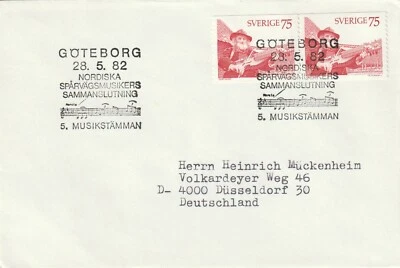 GÖTEBORG
28. 5. 82
NORDISKA
SPÅRVÄGSMUSIKERS
SAMMANSLUTNING
5. MUSIKSTÄMMAN
SVERIGE 75
SVERIGE 75
GÖTEBORG
28. 5. 82
NORDISKA
SPÅRVÄGSMUSIKERS
SAMMANSLUTNING
5. MUSIKSTÄMMAN
Herrn Heinrich Mückenheim
Volkardeyer Weg 46
D- 4000 Düsseldorf 30
Deutschland